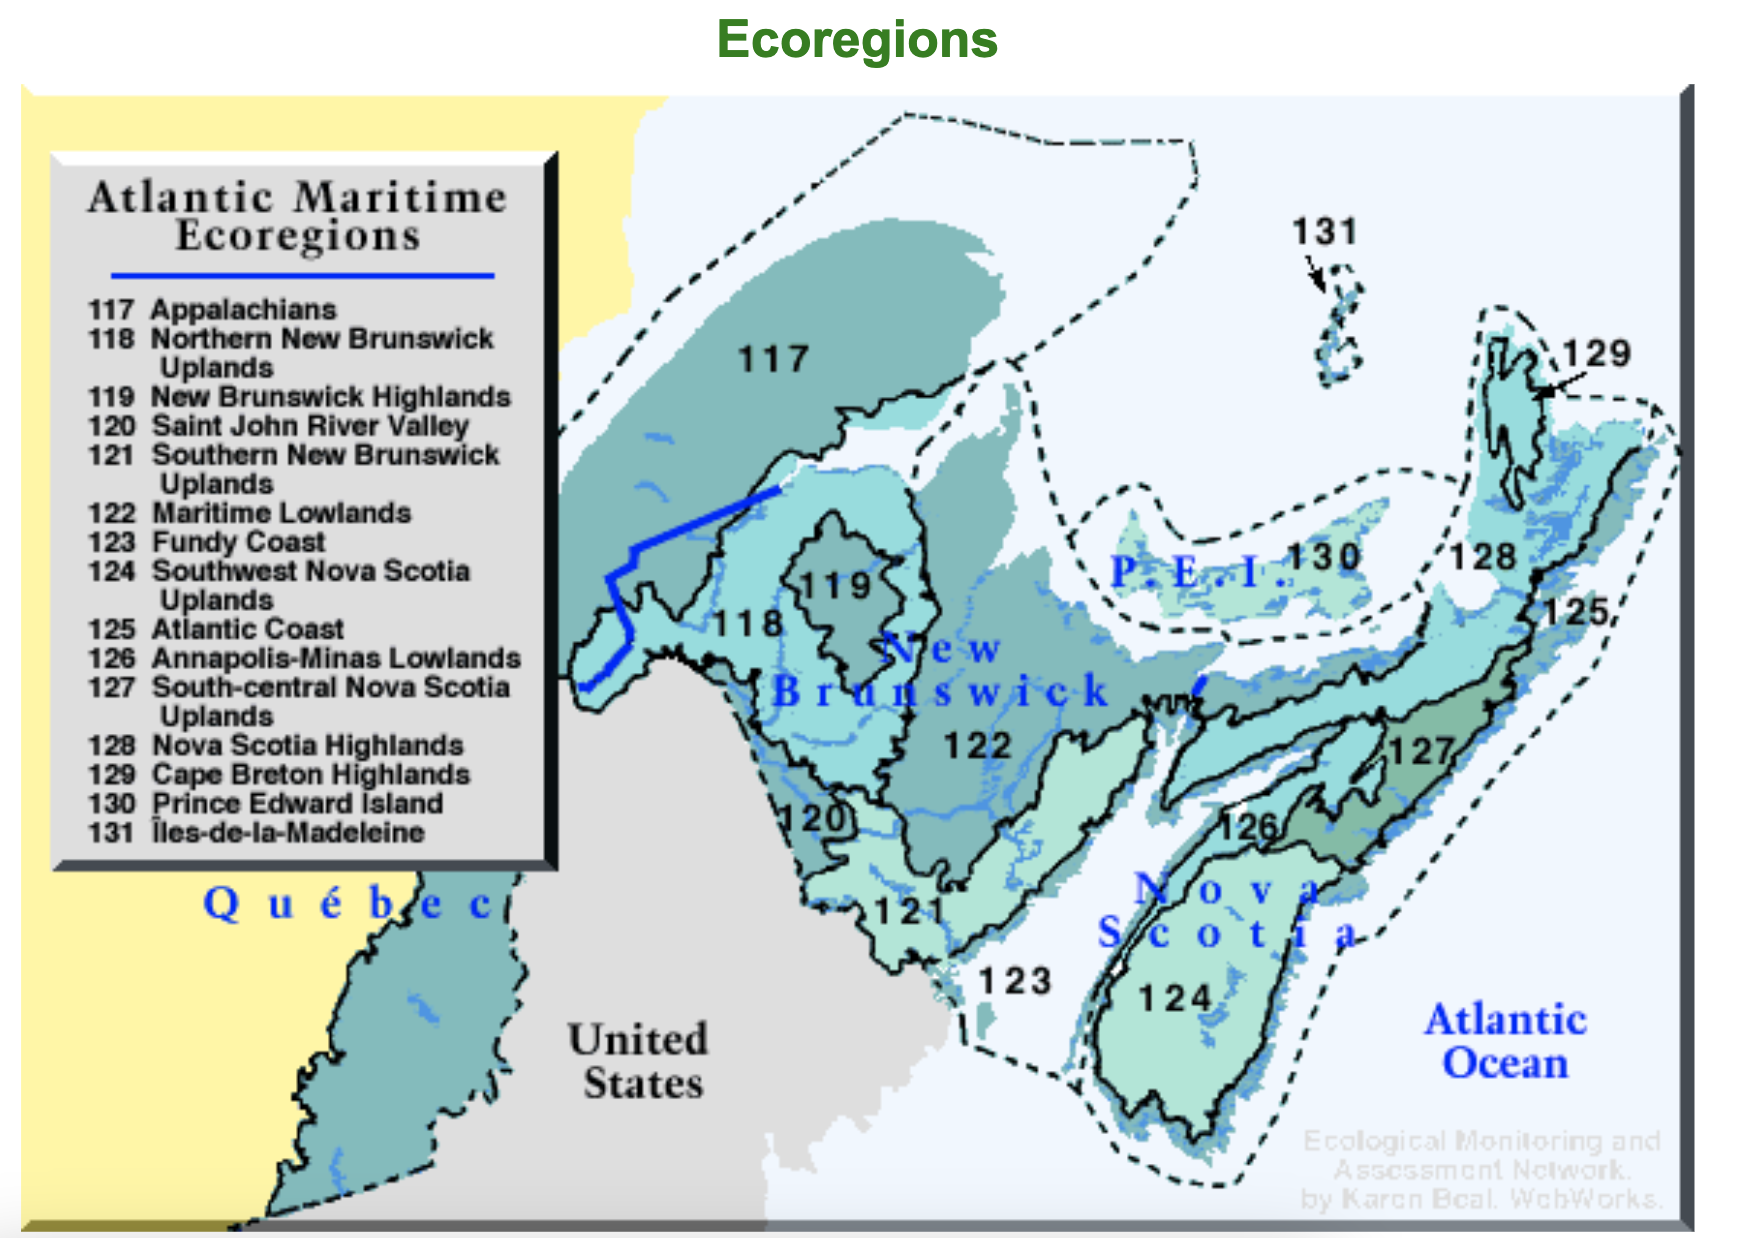 Ecoregions
Atlantic Maritime
Ecoregions
117 Appalachians
118 Northern New Brunswick
Uplands
119 New Brunswick Highlands
120 Saint John River Valley
121 Southern New Brunswick
Uplands
122 Maritime Lowlands
123 Fundy Coast
124 Southwest Nova Scotia
Uplands
125 Atlantic Coast
126 Annapolis-Minas Lowlands
127 South-central Nova Scotia
Uplands
128 Nova Scotia Highlands
129 Cape Breton Highlands
130 Prince Edward Island
131 Îles-de-la-Madeleine
131
117
129
130
P.E.I.
128
119
118
125
New
Brunswick
122
127
120
126
Québec
121
Nova
Scotia
123
124
United
States
Atlantic
Ocean
Ecological Monitoring and
Assessment Network.
by Karen Beal. WebWorks.